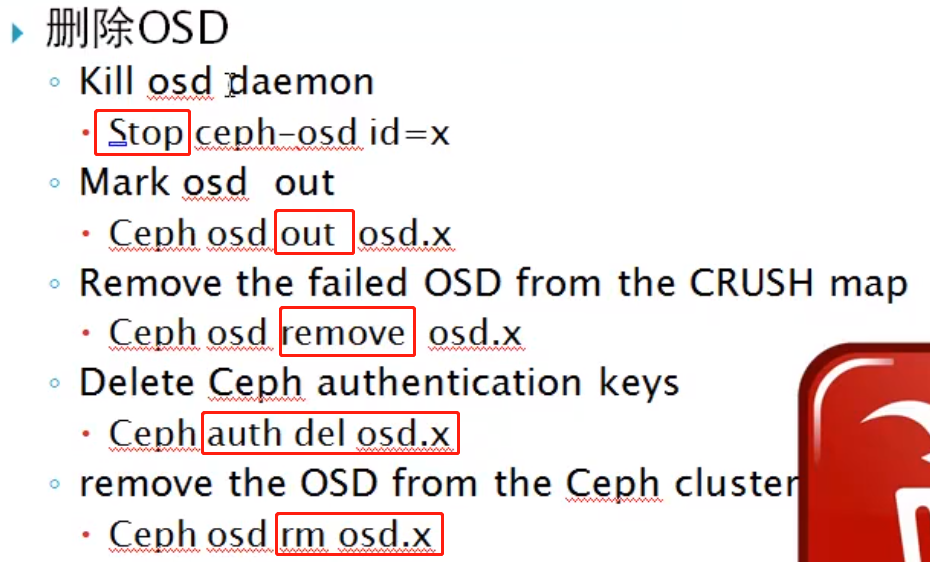 删除OSD
Kill osd daemon
Stop ceph-osd id=x
Mark osd out
Ceph osd out osd.x
Remove the failed OSD from the CRUSH map
Ceph osd remove osd.x
Delete Ceph authentication keys
Ceph auth del osd.x
remove the OSD from the Ceph cluster
Ceph osd rm osd.x